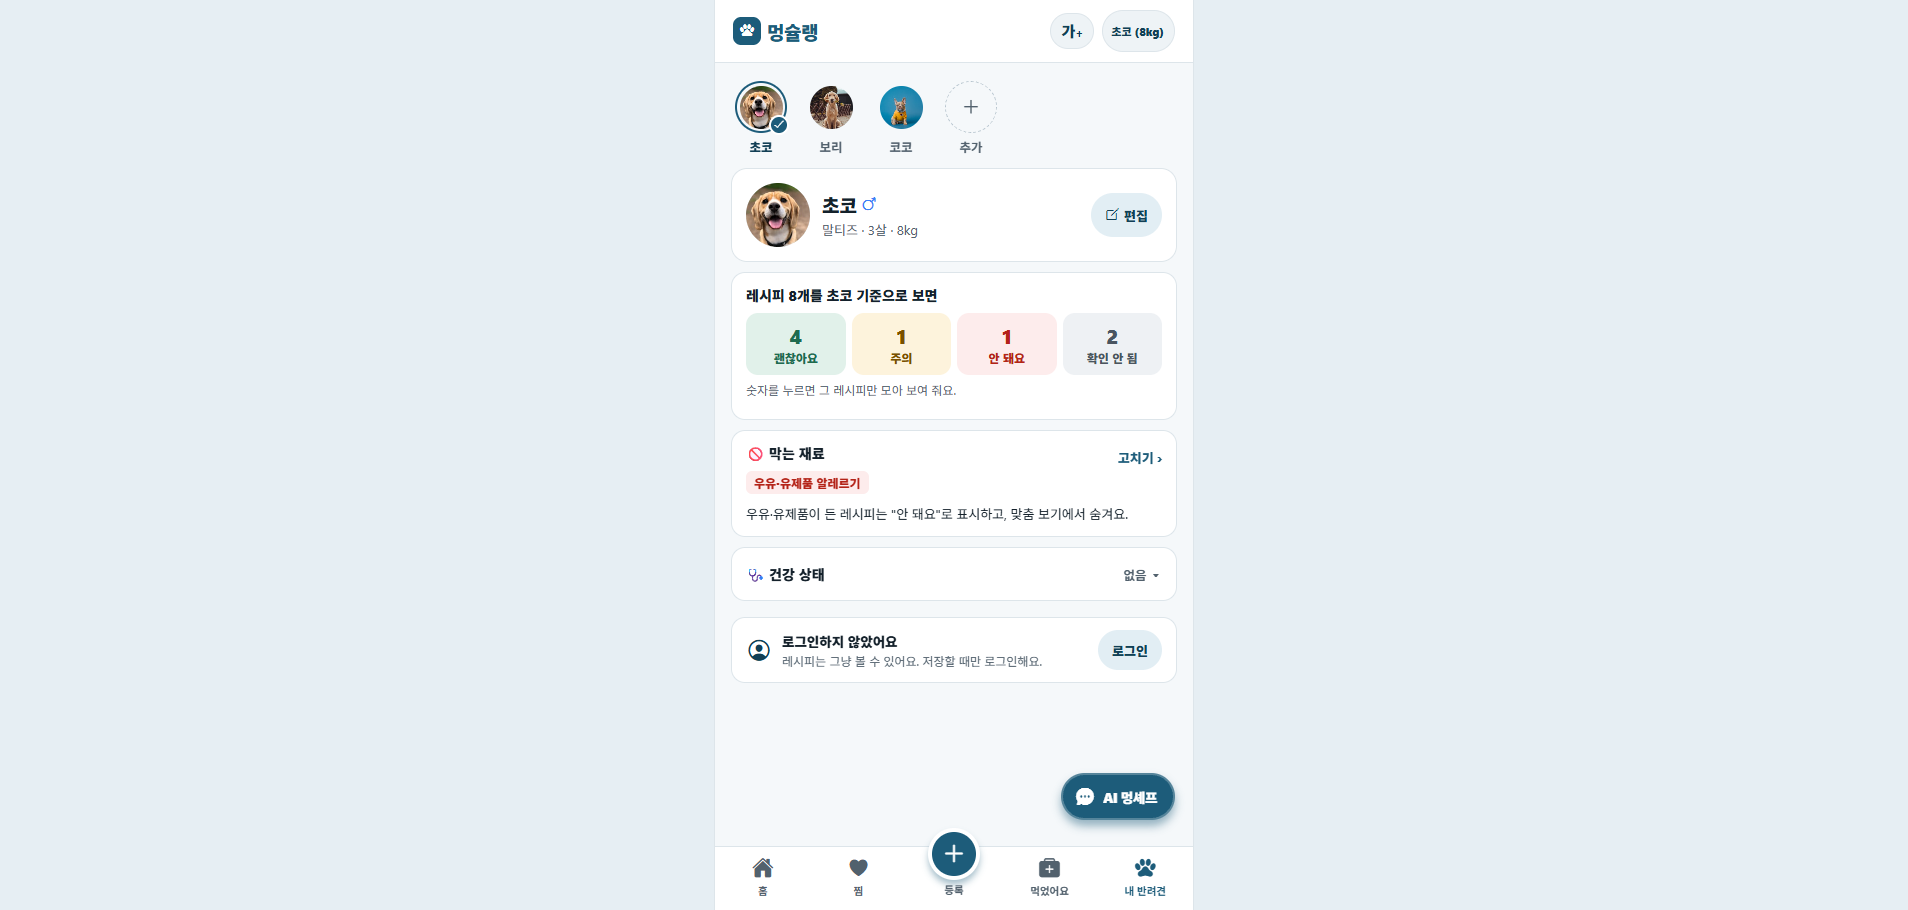 멍슐랭
가+
초코 (8kg)
초코
보리
코코
추가
초코
말티즈 · 3살 · 8kg
편집
레시피 8개를 초코 기준으로 보면
4
괜찮아요
1
주의
1
안 돼요
2
확인 안 됨
숫자를 누르면 그 레시피만 모아 보여 줘요.
막는 재료
고치기 ›
우유·유제품 알레르기
우유·유제품이 든 레시피는 "안 돼요"로 표시하고, 맞춤 보기에서 숨겨요.
건강 상태
없음
로그인하지 않았어요
레시피는 그냥 볼 수 있어요. 저장할 때만 로그인해요.
로그인
AI 멍셰프
홈
찜
등록
먹었어요
내 반려견